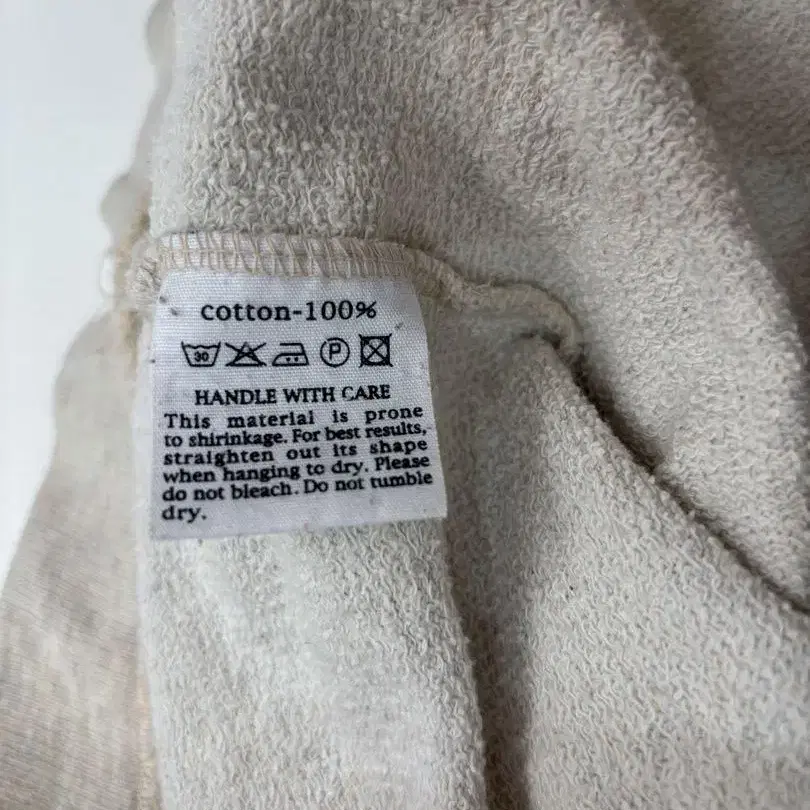 cotton-100%
30 P
HANDLE WITH CARE
This material is prone
to shirinkage. For best results,
straighten out its shape
when hanging to dry. Please
do not bleach. Do not tumble
dry.